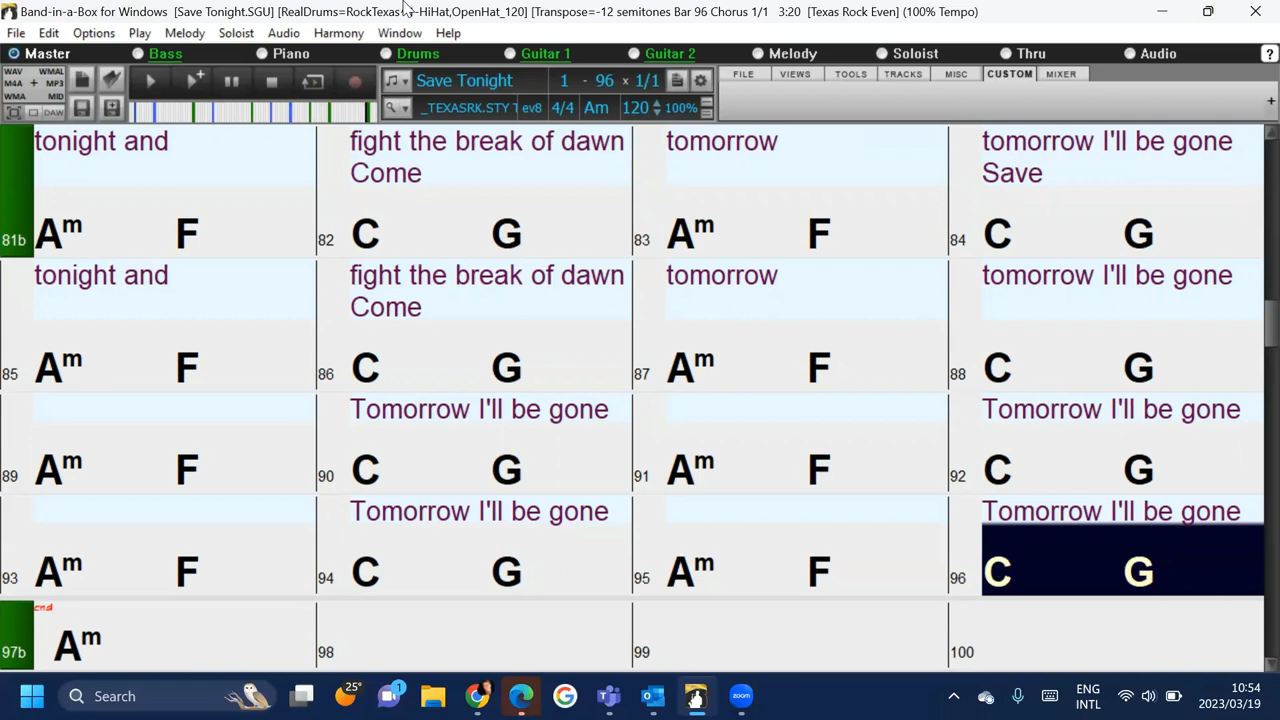 Band-in-a-Box for Windows [Save Tonight.SGU] [RealDrums=RockTexas -HiHat,OpenHat_120] [Transpose=-12 semitones Bar 96 Chorus 1/1 3:20 [Texas Rock Even] (100% Tempo)
File Edit Options Play Melody Soloist Audio Harmony Window Help
Master Bass Piano Drums Guitar 1 Guitar 2 Melody Soloist Thru Audio ?
WAV WMAL
M4A + MP3
WMA MID
DAW
Save Tonight 1 - 96 x 1/1
_TEXASRK.STY T ev8 4/4 Am 120 100%
FILE VIEWS TOOLS TRACKS MISC CUSTOM MIXER
+
tonight and fight the break of dawn tomorrow tomorrow I'll be gone
Come Save
81b Am F 82 C G 83 Am F 84 C G
tonight and fight the break of dawn tomorrow tomorrow I'll be gone
Come
85 Am F 86 C G 87 Am F 88 C G
Tomorrow I'll be gone Tomorrow I'll be gone
89 Am F 90 C G 91 Am F 92 C G
Tomorrow I'll be gone Tomorrow I'll be gone
93 Am F 94 C G 95 Am F 96 C G
end
97b Am 98 99 100
Search 25° 1 zoom ENG INTL 10:54 2023/03/19